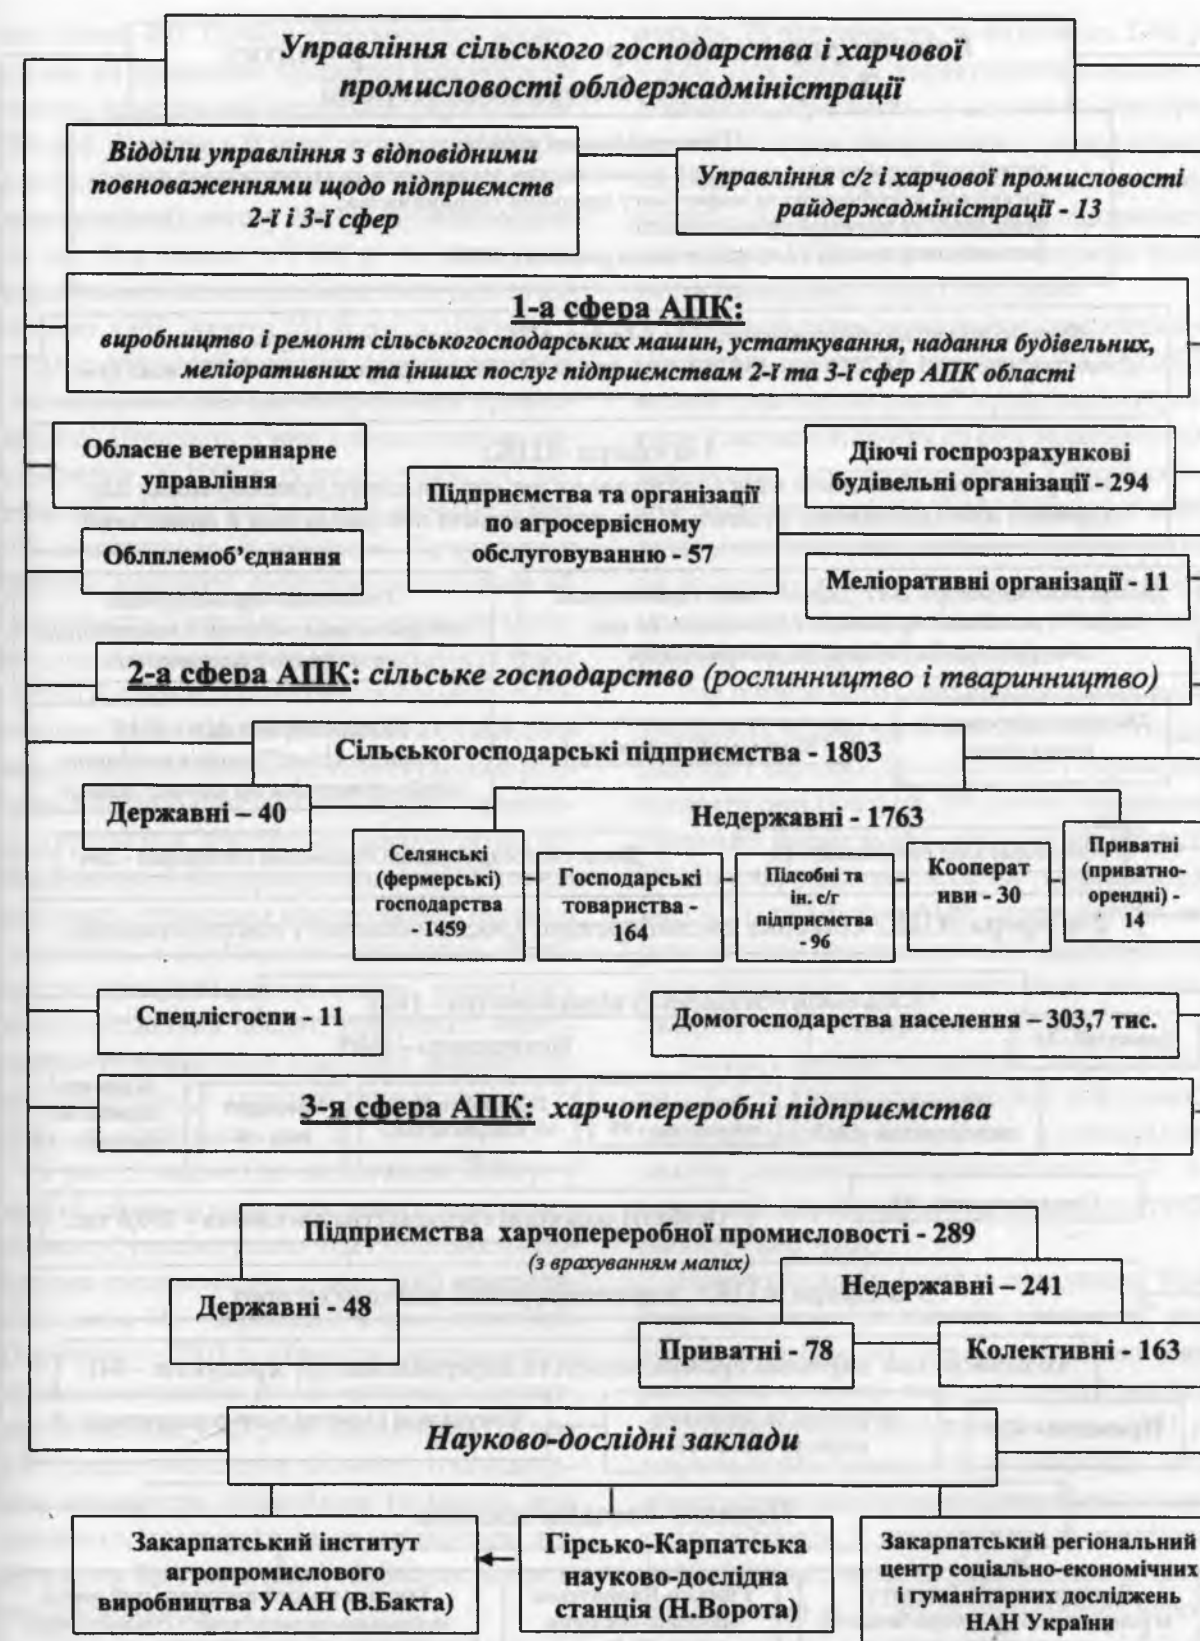 Управління сільського господарства і харчової
промисловості облдержадміністрації
Відділи управління з відповідними
повноваженнями щодо підприємств
2-ї і 3-ї сфер
Управління с/г і харчової промисловості
райдержадміністрації - 13
1-а сфера АПК:
виробництво і ремонт сільськогосподарських машин, устаткування, надання будівельних,
меліоративних та інших послуг підприємствам 2-ї та 3-ї сфер АПК області
Обласне ветеринарне
управління
Облплемоб’єднання
Підприємства та організації
по агросервісному
обслуговуванню - 57
Діючі госпрозрахункові
будівельні організації - 294
Меліоративні організації - 11
2-а сфера АПК: сільське господарство (рослинництво і тваринництво)
Сільськогосподарські підприємства - 1803
Державні – 40
Недержавні - 1763
Селянські
(фермерські)
господарства
- 1459
Господарські
товариства -
164
Підсобні та
ін. с/г
підприємства
- 96
Кооперат
иви - 30
Приватні
(приватно-
орендні) -
14
Спецлісгоспи - 11
Домогосподарства населення – 303,7 тис.
3-я сфера АПК: харчопереробні підприємства
Підприємства харчопереробної промисловості - 289
(з врахуванням малих)
Державні - 48
Недержавні – 241
Приватні - 78
Колективні - 163
Науково-дослідні заклади
Закарпатський інститут
агропромислового
виробництва УААН (В.Бакта)
Гірсько-Карпатська
науково-дослідна
станція (Н.Ворота)
Закарпатський регіональний
центр соціально-економічних
і гуманітарних досліджень
НАН України